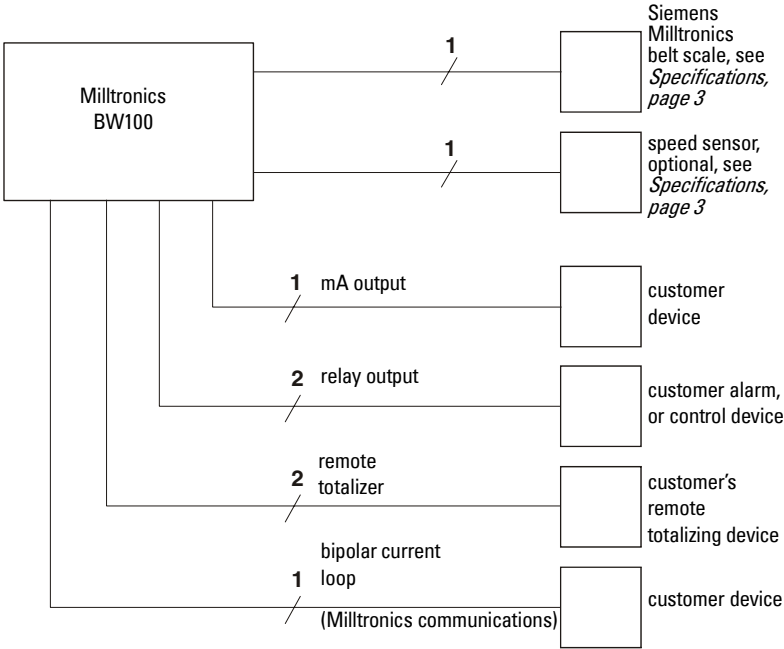 Siemens
Milltronics
belt scale, see
Specifications,
page 3
1
Milltronics
BW100
speed sensor,
optional, see
Specifications,
page 3
1
1 mA output
customer
device
2 relay output
customer alarm,
or control device
remote
2 totalizer
customer's
remote
totalizing device
bipolar current
1 loop
(Milltronics communications)
customer device